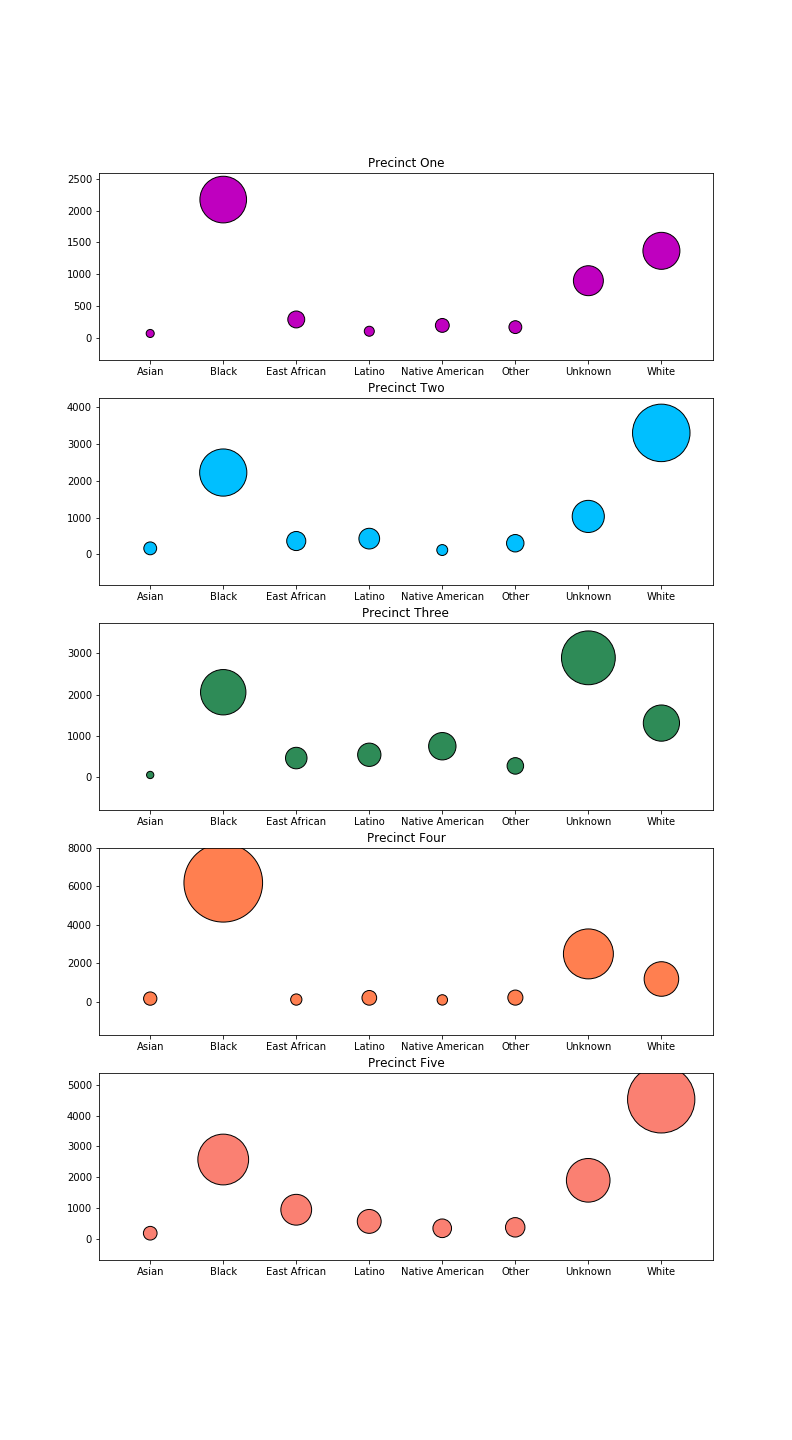 Precinct One
2500
2000
1500
1000
500
0
Asian Black East African Latino Native American Other Unknown White
Precinct Two
4000
3000
2000
1000
0
Asian Black East African Latino Native American Other Unknown White
Precinct Three
3000
2000
1000
0
Asian Black East African Latino Native American Other Unknown White
Precinct Four
8000
6000
4000
2000
0
Asian Black East African Latino Native American Other Unknown White
Precinct Five
5000
4000
3000
2000
1000
0
Asian Black East African Latino Native American Other Unknown White